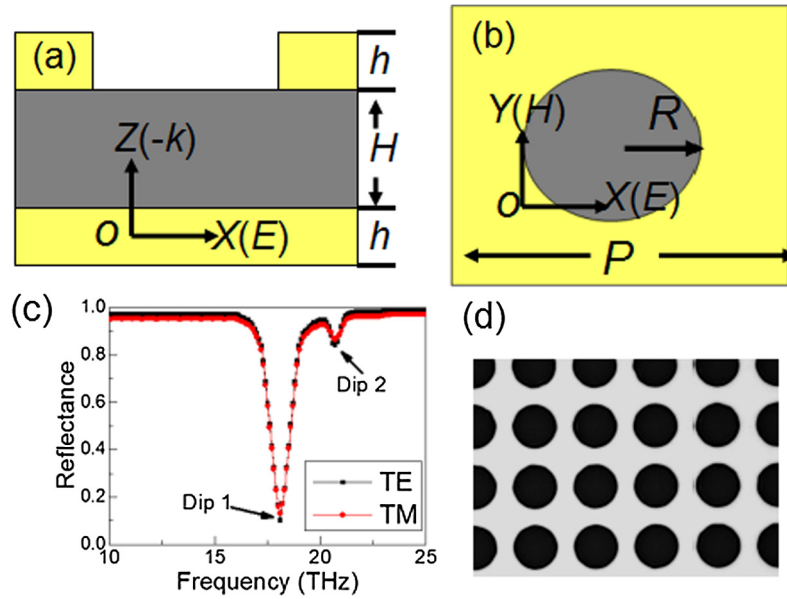 (a)
h
Z(-k)
H
o
X(E)
h
(b)
Y(H)
R
o
X(E)
P
(c)
1.0
0.8
0.6
0.4
0.2
0.0
Reflectance
Dip 2
Dip 1
TE
TM
10
15
20
25
Frequency (THz)
(d)